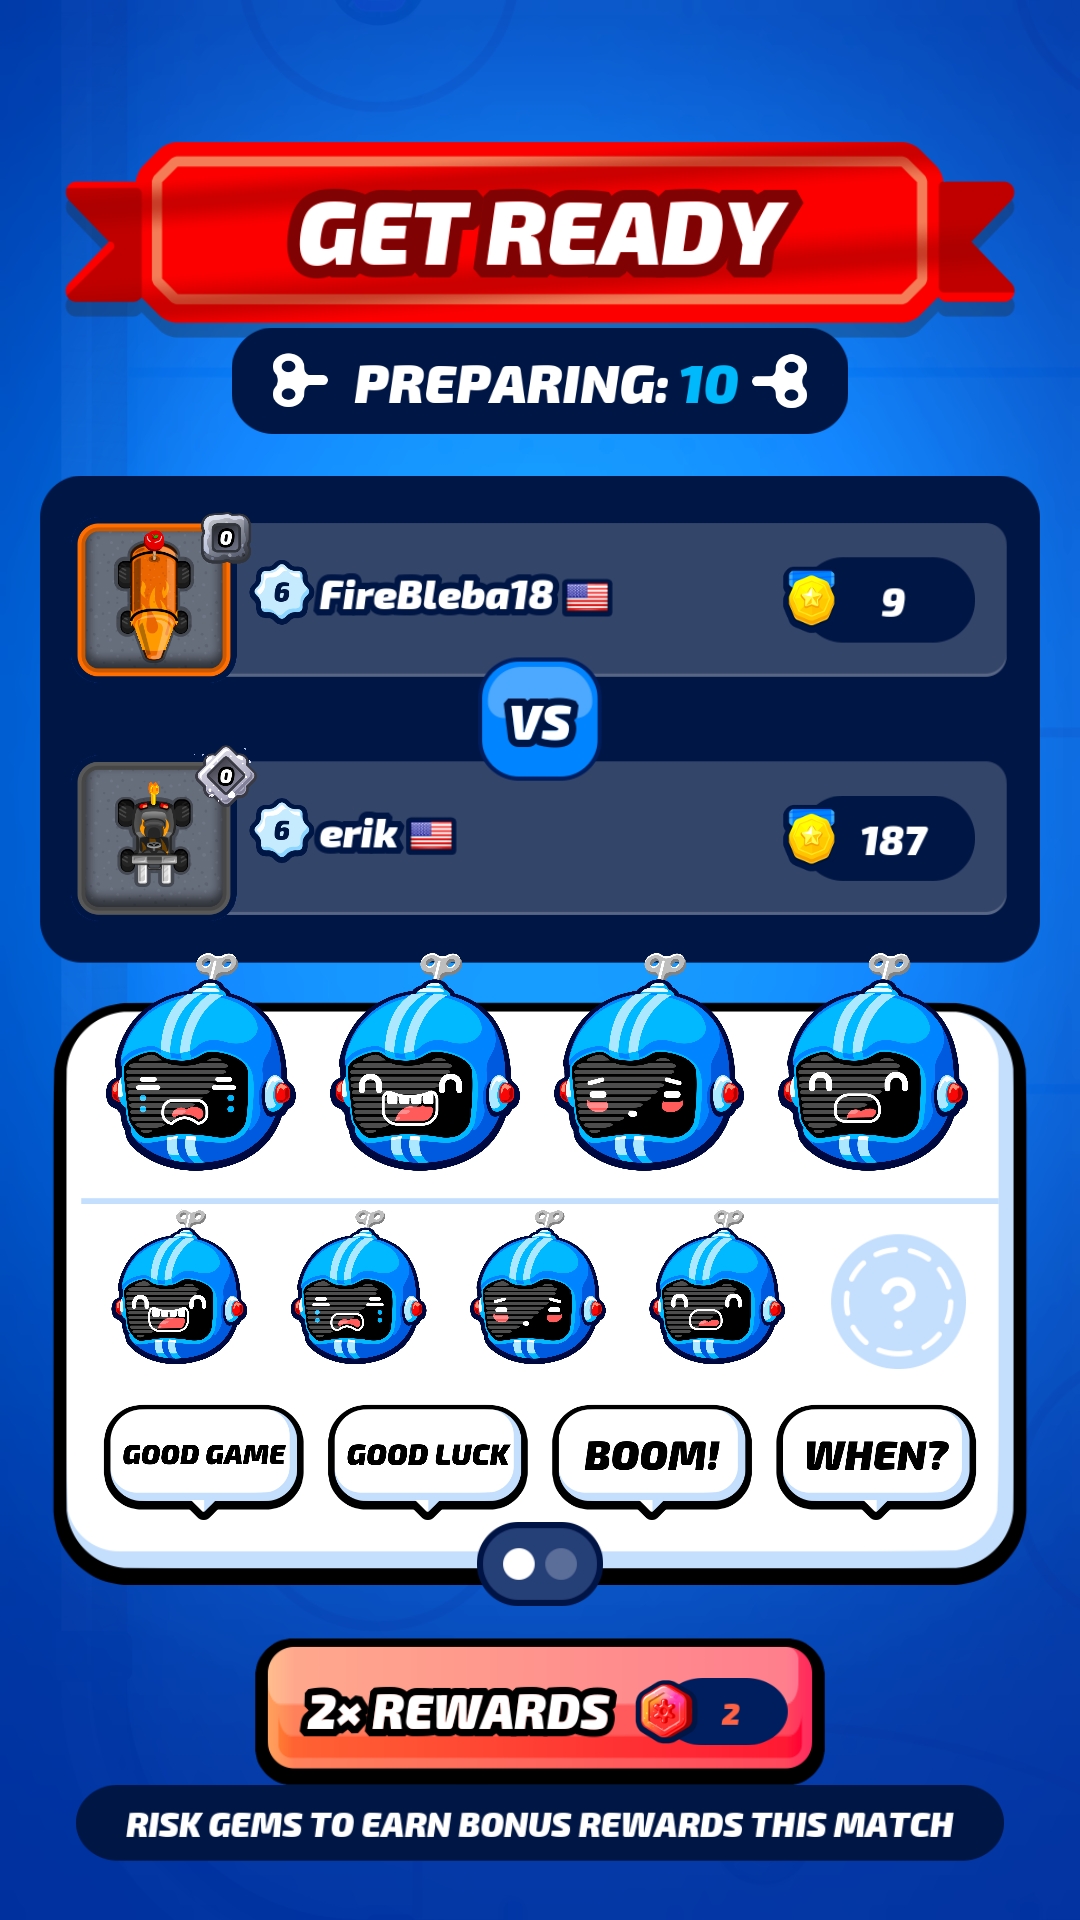 GET READY
PREPARING: 10
0
6 FireBleba18 9
VS
0
6 erik 187
?
GOOD GAME GOOD LUCK BOOM! WHEN?
2× REWARDS 2
RISK GEMS TO EARN BONUS REWARDS THIS MATCH